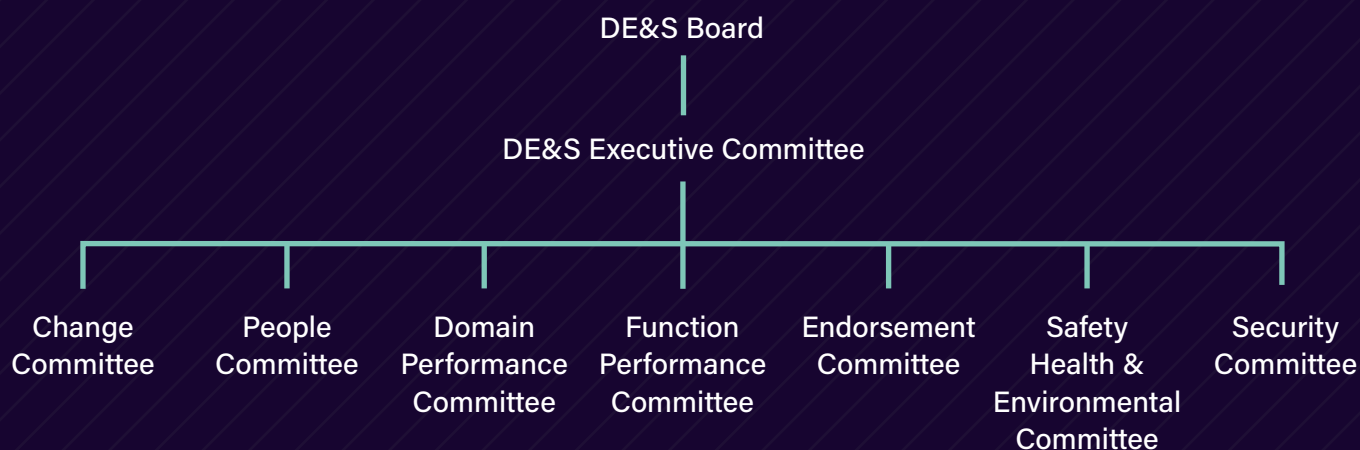 DE&S Board
DE&S Executive Committee
Change
Committee
People
Committee
Domain
Performance
Committee
Function
Performance
Committee
Endorsement
Committee
Safety
Health &
Environmental
Committee
Security
Committee